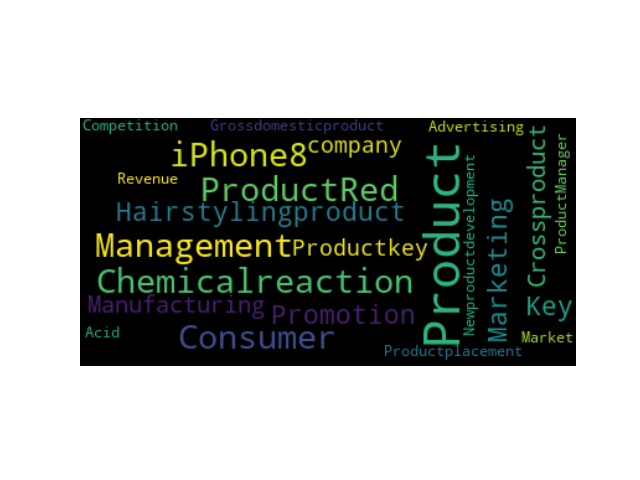 Competition
Grossdomesticproduct
Advertising
iPhone8
company
Revenue
ProductRed
Hairstylingproduct
Management
Productkey
Chemicalreaction
Manufacturing
Promotion
Acid
Consumer
Productplacement
Product
Newproductdevelopment
Marketing
Crossproduct
ProductManager
Key
Market